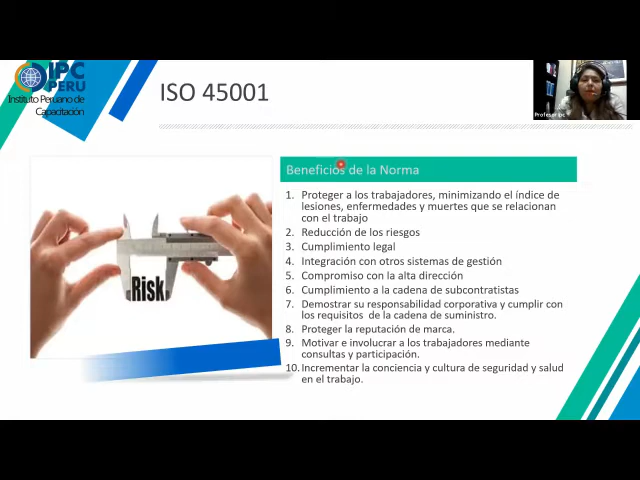 IPC
PERU
Instituto Peruano de
Capacitación
ISO 45001
Beneficios de la Norma
Risk
1. Proteger a los trabajadores, minimizando el índice de
lesiones, enfermedades y muertes que se relacionan
con el trabajo
2. Reducción de los riesgos
3. Cumplimiento legal
4. Integración con otros sistemas de gestión
5. Compromiso con la alta dirección
6. Cumplimiento a la cadena de subcontratistas
7. Demostrar su responsabilidad corporativa y cumplir con
los requisitos de la cadena de suministro.
8. Proteger la reputación de marca.
9. Motivar e involucrar a los trabajadores mediante
consultas y participación.
10. Incrementar la conciencia y cultura de seguridad y salud
en el trabajo.